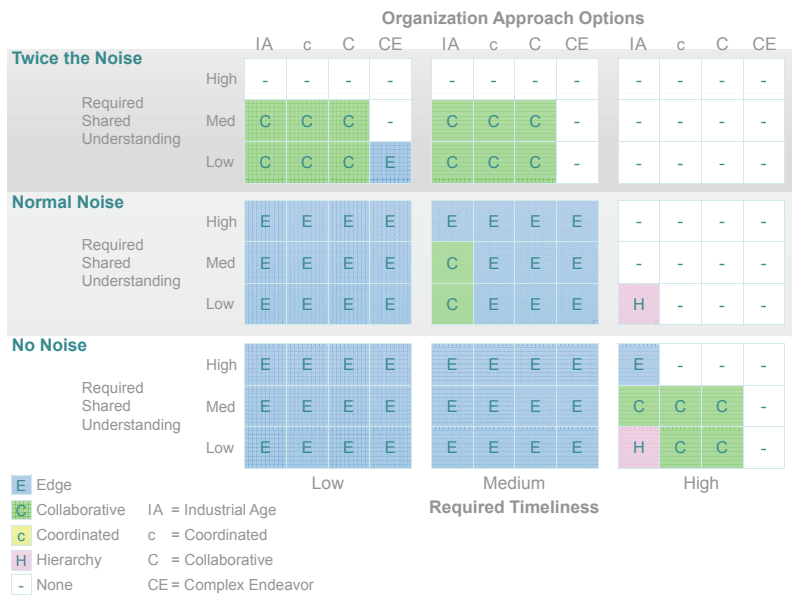 Organization Approach Options
IA c C CE IA c C CE IA c C CE
Twice the Noise
High - - - - - - - - - - - -
Required
Shared
Understanding
Med C C C - C C C - - - - -
Low C C C E C C C - - - - -
Normal Noise
High E E E E E E E E - - - -
Required
Shared
Understanding
Med E E E E C E E E - - - -
Low E E E E C E E E H - - -
No Noise
High E E E E E E E E E - - -
Required
Shared
Understanding
Med E E E E E E E E C C C -
Low E E E E E E E E H C C -
Low Medium High
Required Timeliness
E Edge
C Collaborative IA = Industrial Age
c Coordinated c = Coordinated
H Hierarchy C = Collaborative
- None CE = Complex Endeavor